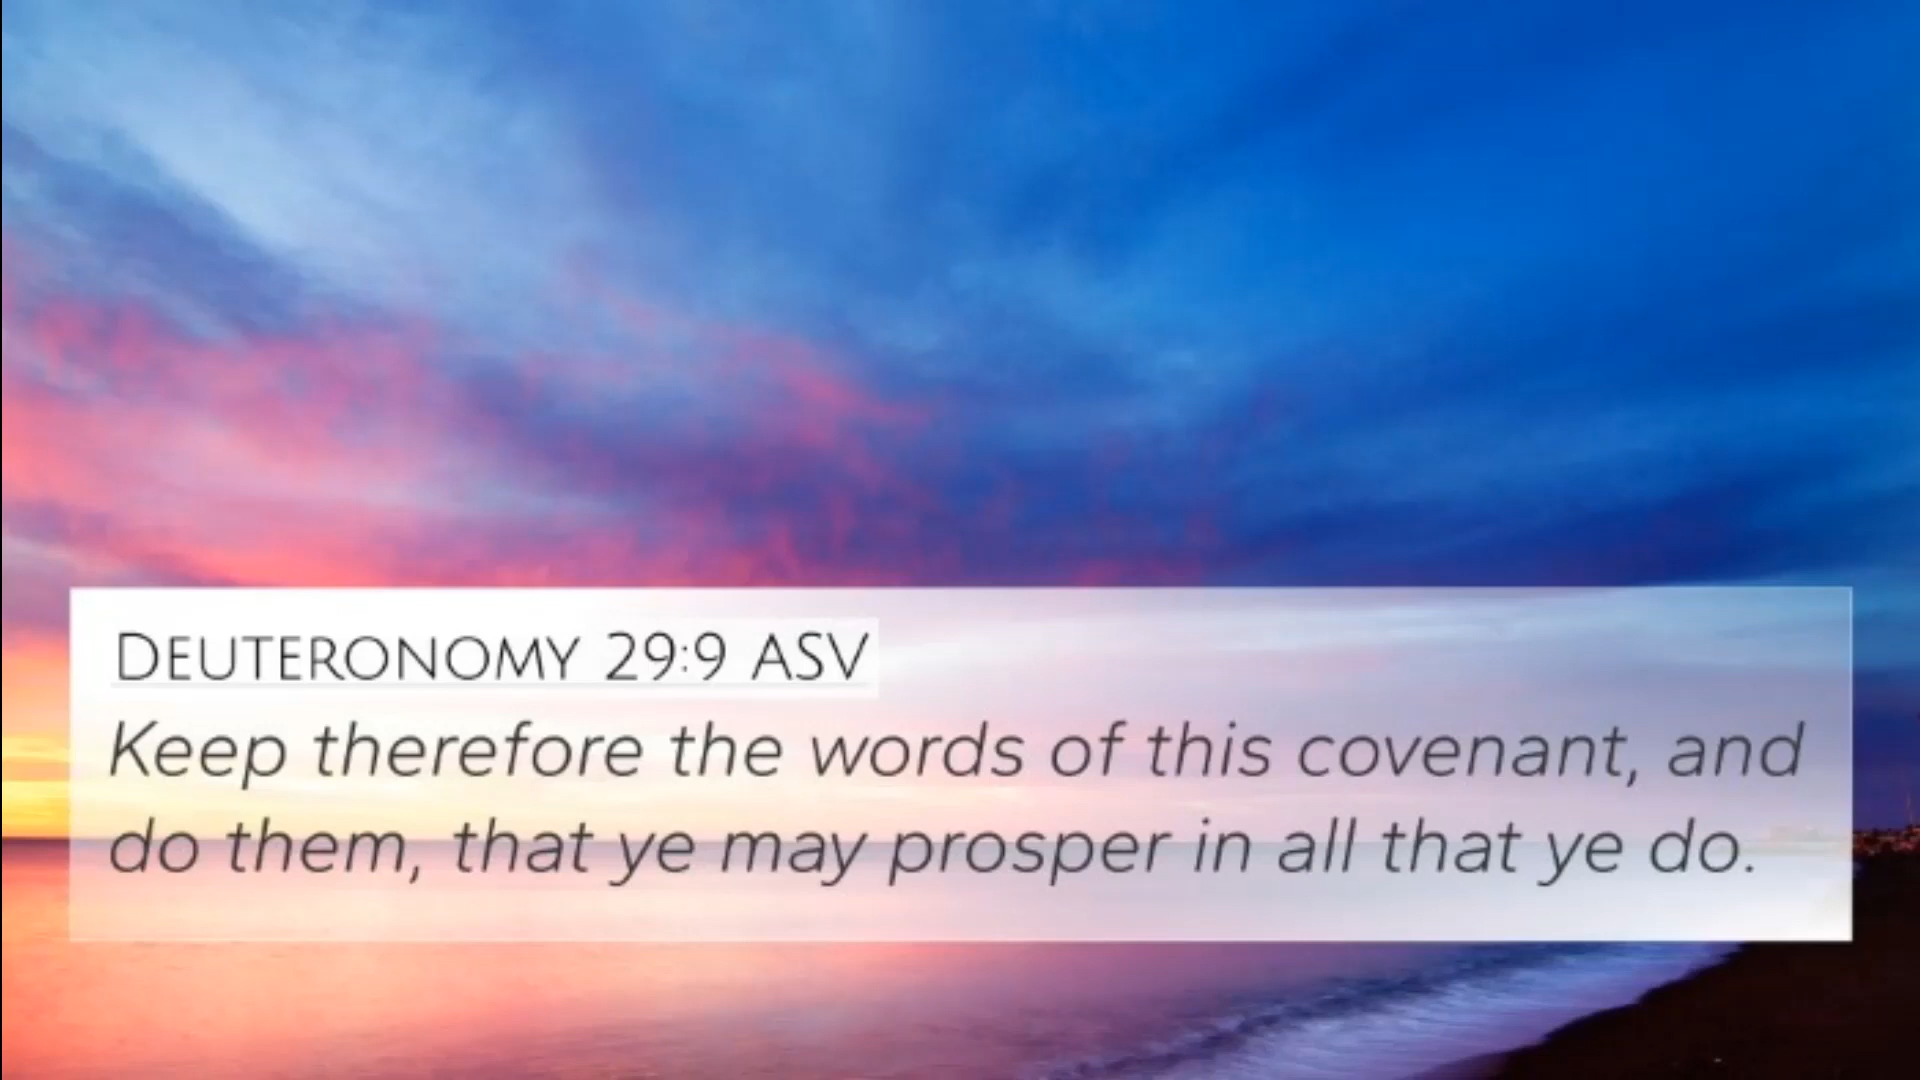 Deuteronomy 29:9 ASV
Keep therefore the words of this covenant, and
do them, that ye may prosper in all that ye do.